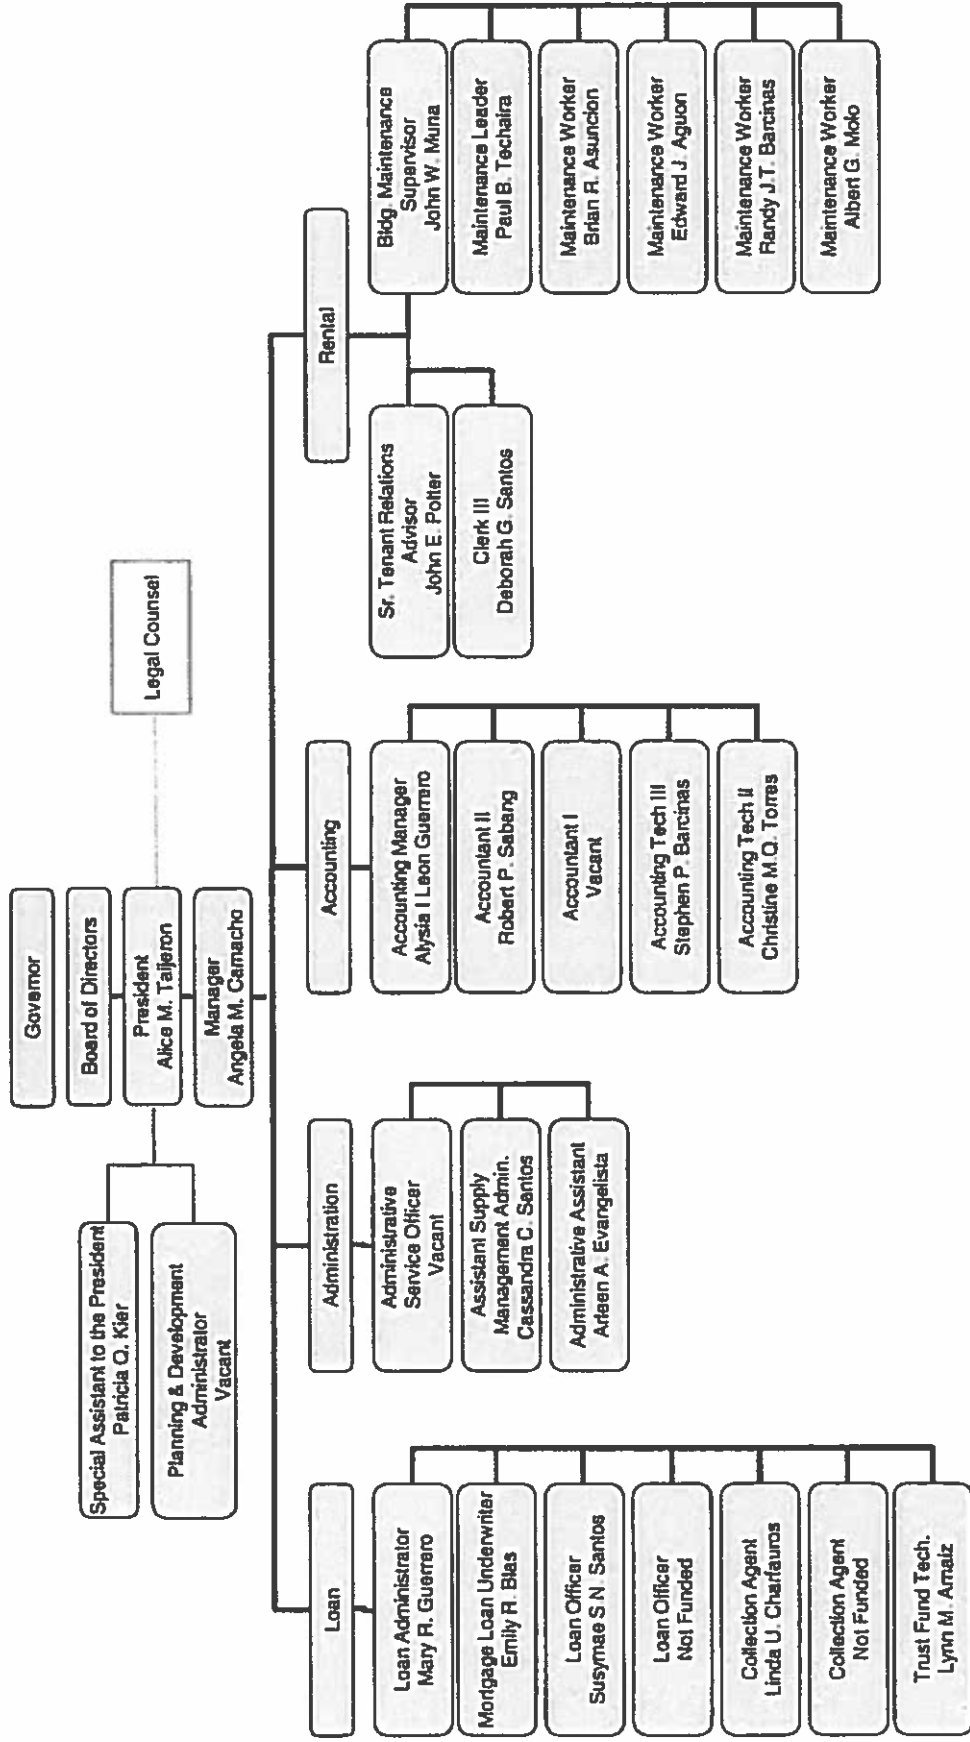 Governor
Board of Directors
President
Alice M. Taijeron
Manager
Angela M. Camacho
Legal Counsel
Special Assistant to the President
Patricia Q. Kier
Planning & Development
Administrator
Vacant
Loan
Loan Administrator
Mary R. Guerrero
Mortgage Loan Underwriter
Emily R. Blas
Loan Officer
Susymae S.N. Santos
Loan Officer
Not Funded
Collection Agent
Linda U. Charfauros
Collection Agent
Not Funded
Trust Fund Tech.
Lynn M. Arnaiz
Administration
Administrative
Service Officer
Vacant
Assistant Supply
Management Admin.
Cassandra C. Santos
Administrative Assistant
Arleen A. Evangelista
Accounting
Accounting Manager
Alysia I Leon Guerrero
Accountant II
Robert P. Sabang
Accountant I
Vacant
Accounting Tech III
Stephen P. Barcinas
Accounting Tech II
Christine M.Q. Torres
Rental
Sr. Tenant Relations
Advisor
John E. Potter
Clerk III
Deborah G. Santos
Bldg. Maintenance
Supervisor
John W. Muna
Maintenance Leader
Paul B. Techaira
Maintenance Worker
Brian R. Asuncion
Maintenance Worker
Edward J. Aguon
Maintenance Worker
Randy J.T. Barcinas
Maintenance Worker
Albert G. Molo